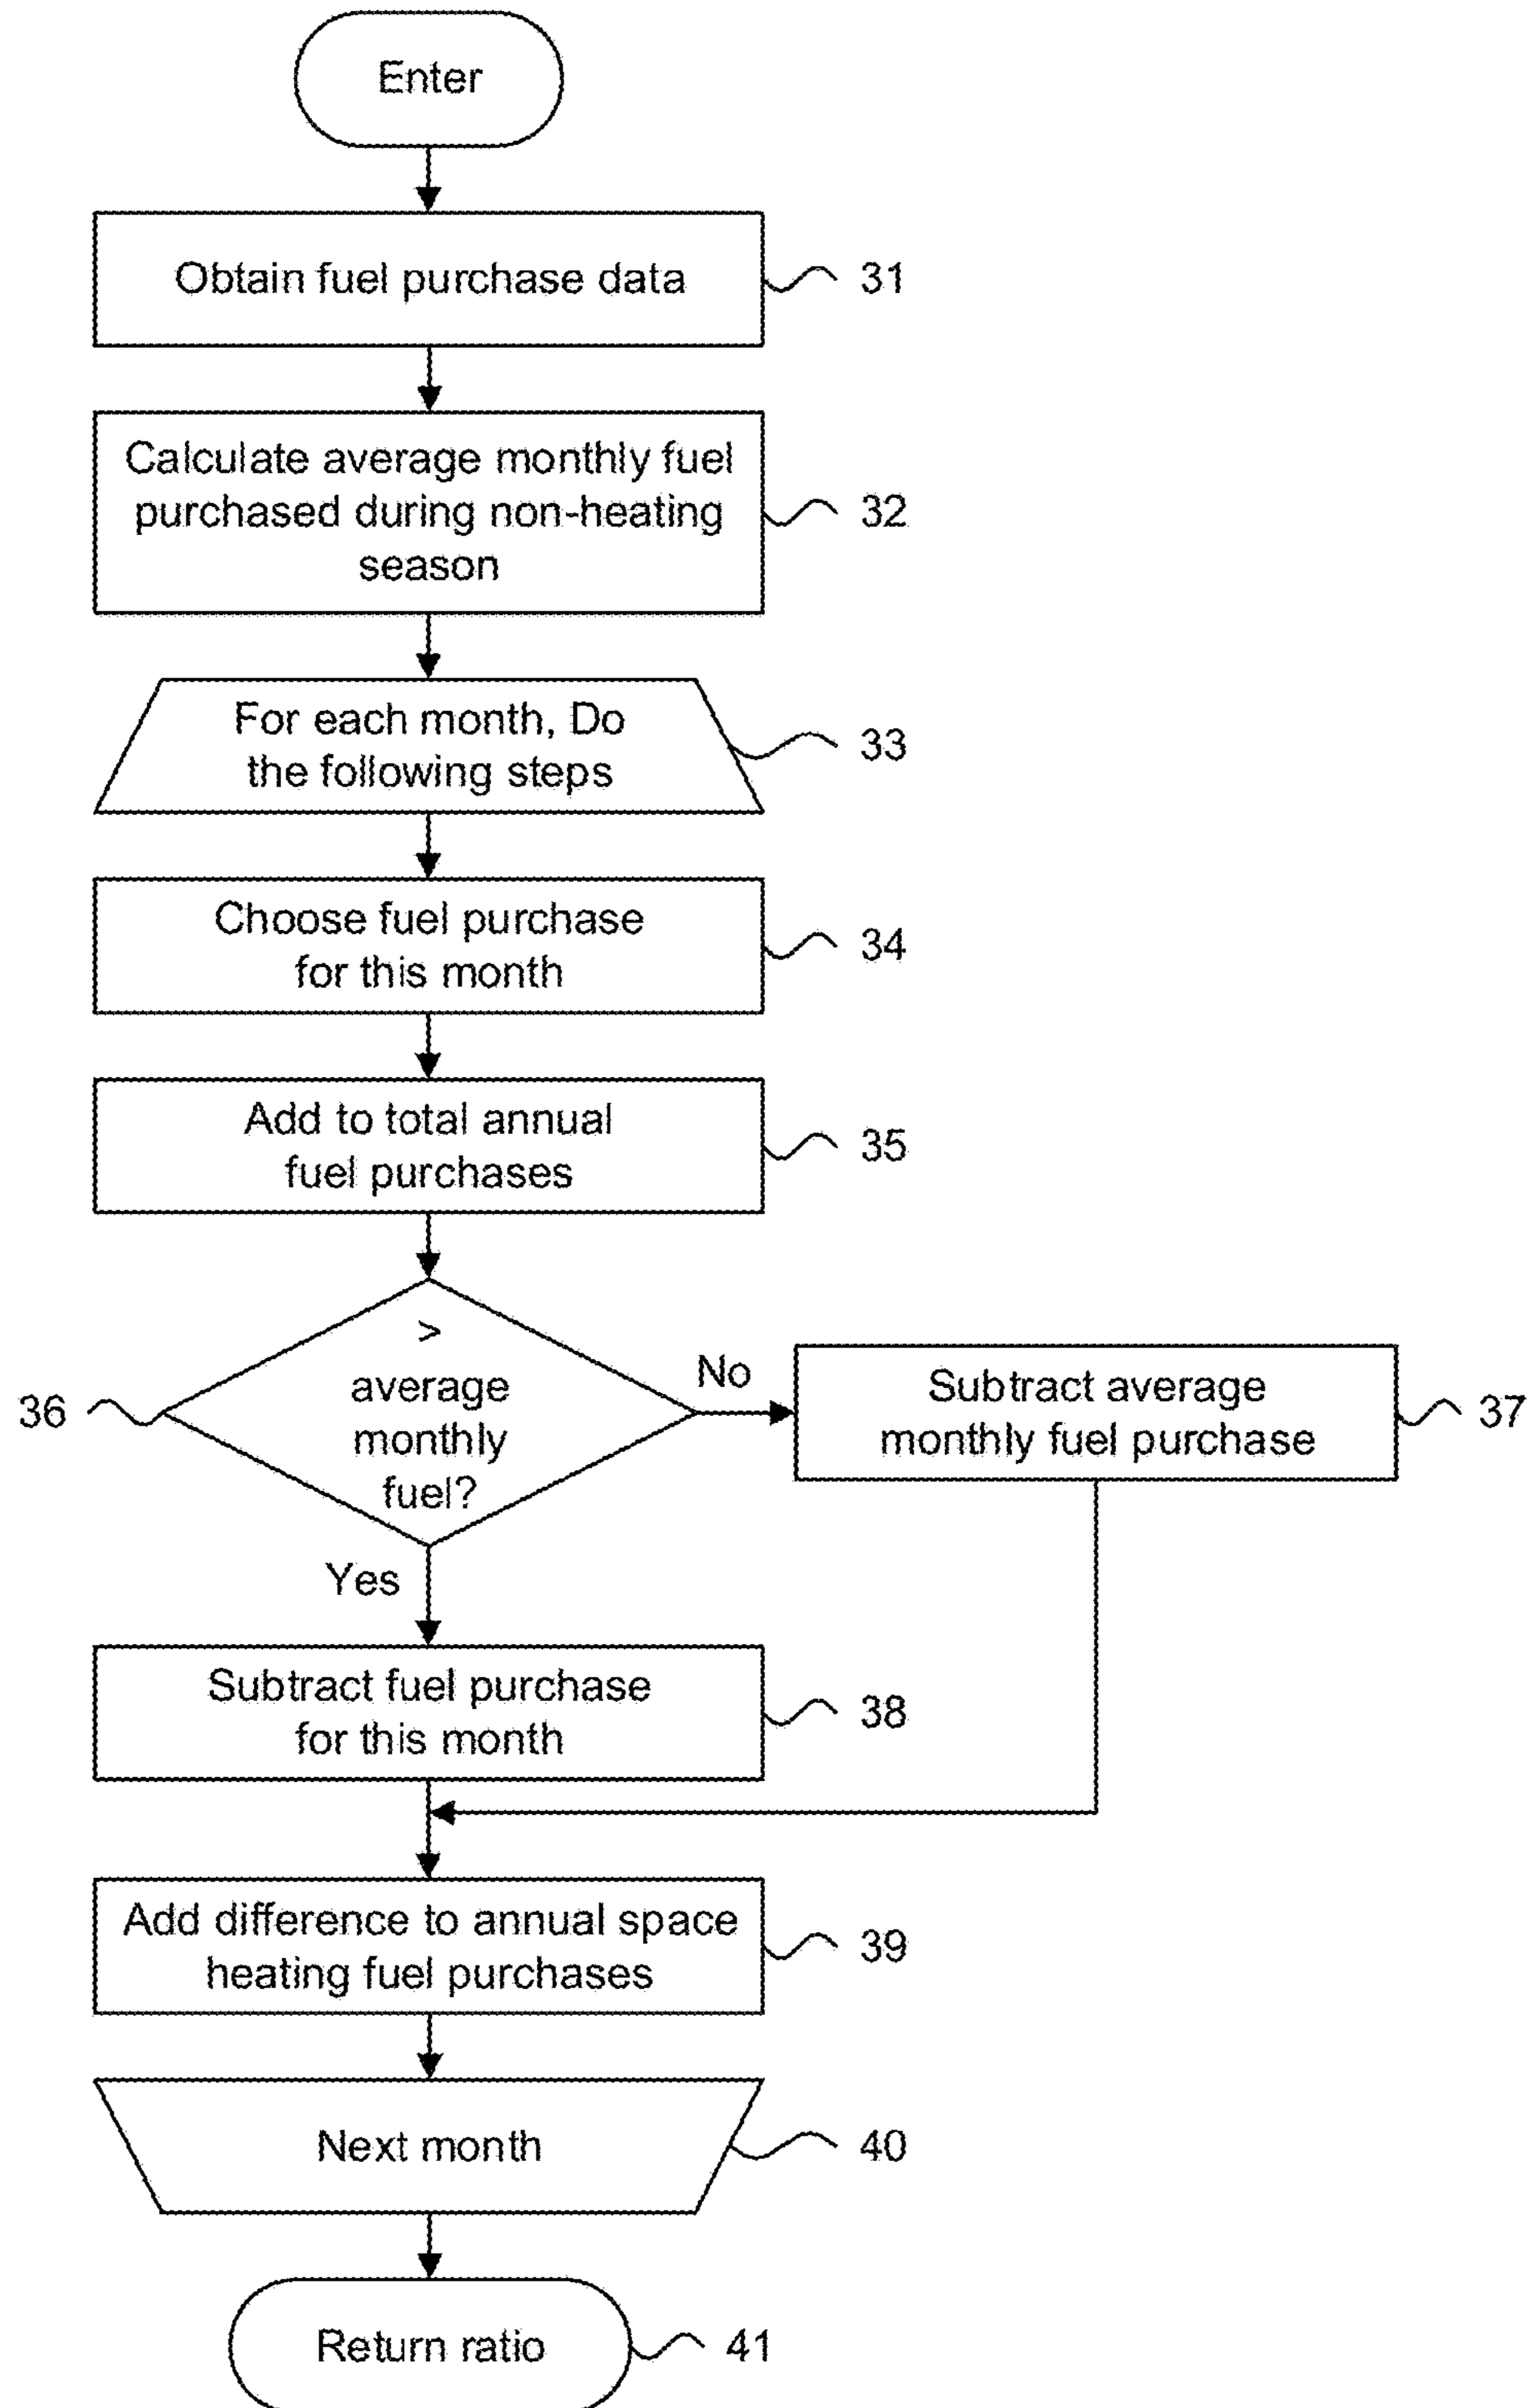 Enter
Obtain fuel purchase data
31
Calculate average monthly fuel
purchased during non-heating
season
32
For each month, Do
the following steps
33
Choose fuel purchase
for this month
34
Add to total annual
fuel purchases
35
>
average
monthly
fuel?
36
No
Subtract average
monthly fuel purchase
37
Yes
Subtract fuel purchase
for this month
38
Add difference to annual space
heating fuel purchases
39
Next month
40
Return ratio
41